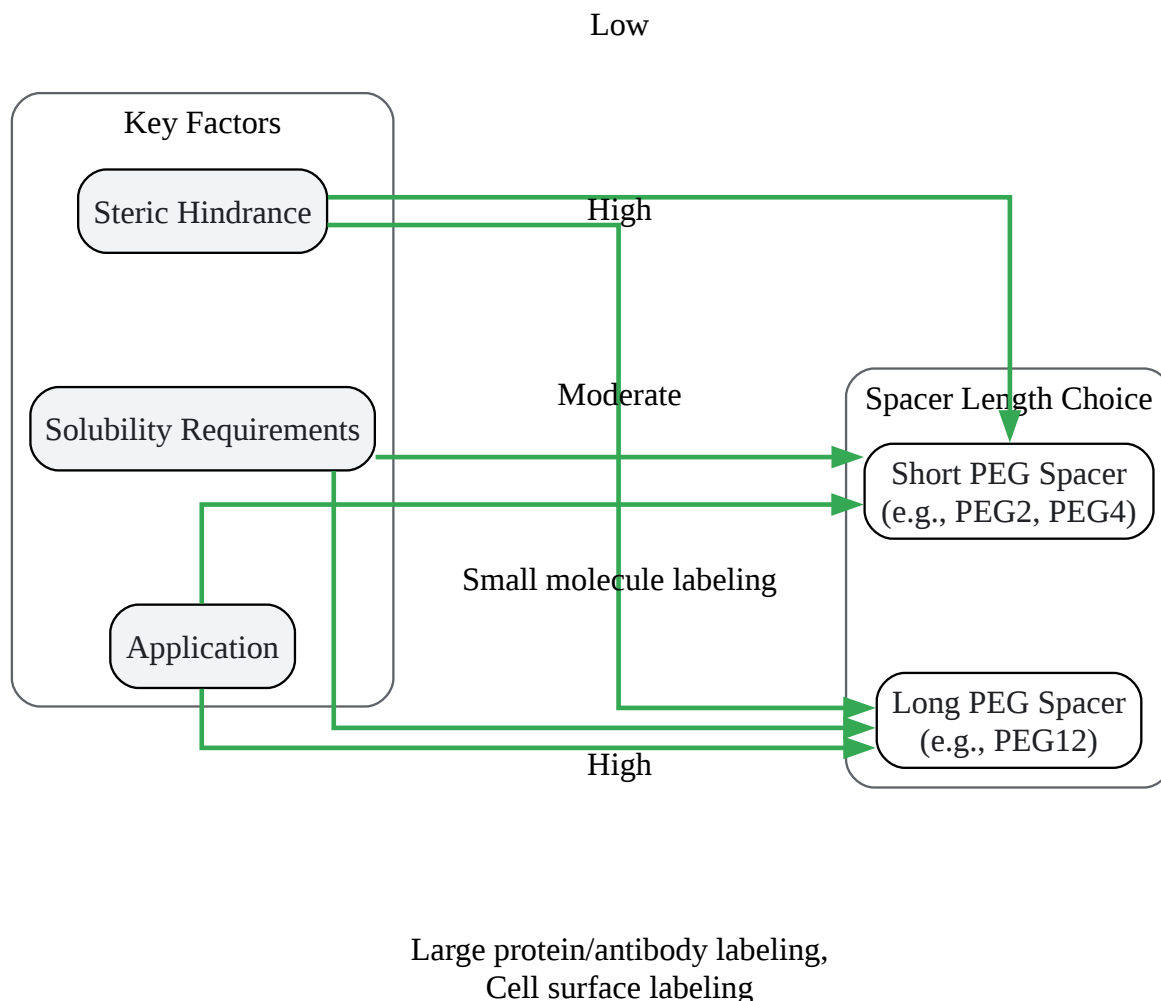 Low
Key Factors
Steric Hindrance
High
Moderate
Solubility Requirements
Spacer Length Choice
Short PEG Spacer
(e.g., PEG2, PEG4)
Small molecule labeling
Application
Long PEG Spacer
(e.g., PEG12)
High
Large protein/antibody labeling,
Cell surface labeling